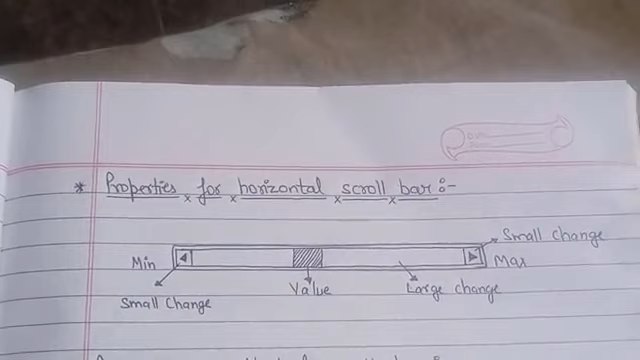 * Properties for horizontal scroll bar :-
Small Change
Min
Max
Small Change
Value
Large change